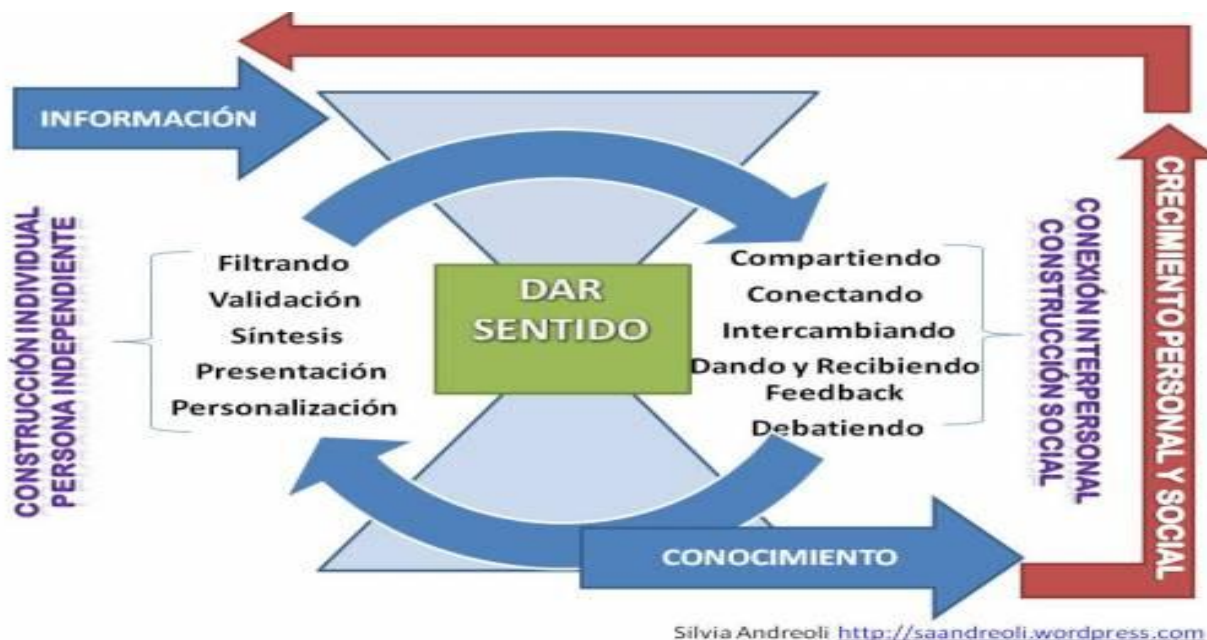 INFORMACIÓN
CONSTRUCCIÓN INDIVIDUAL
PERSONA INDEPENDIENTE
Filtrando
Validación
Síntesis
Presentación
Personalización
DAR
SENTIDO
Compartiendo
Conectando
Intercambiando
Dando y Recibiendo
Feedback
Debatiendo
CONEXIÓN INTERPERSONAL
CONSTRUCCIÓN SOCIAL
CRECIMIENTO PERSONAL Y SOCIAL
CONOCIMIENTO
Silvia Andreoli http://saandreoli.wordpress.com